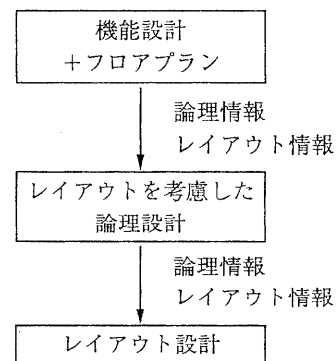 機能設計
＋フロアプラン
論理情報
レイアウト情報
レイアウトを考慮した
論理設計
論理情報
レイアウト情報
レイアウト設計